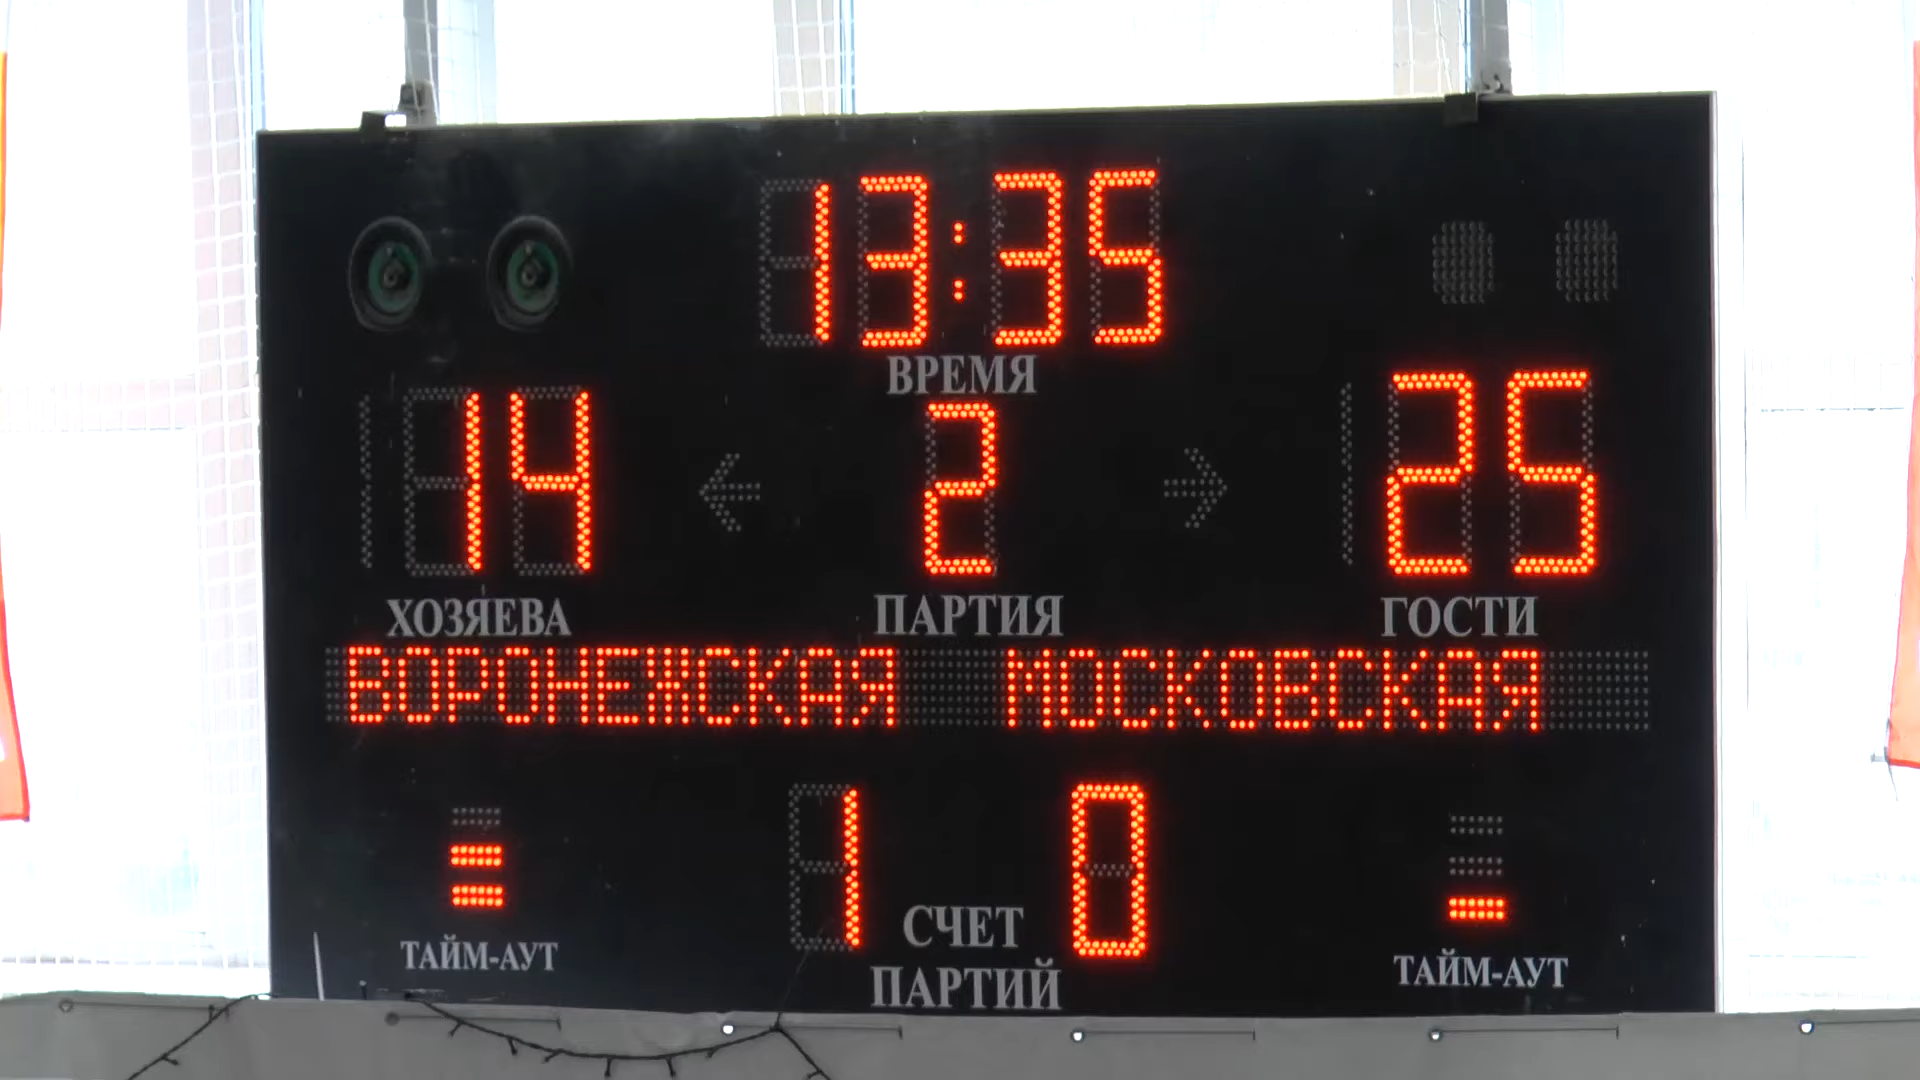 13:35
ВРЕМЯ
14 2 25
ХОЗЯЕВА ПАРТИЯ ГОСТИ
ВОРОНЕЖСКАЯ МОСКОВСКАЯ
1 0
СЧЕТ
ПАРТИЙ
ТАЙМ-АУТ ТАЙМ-АУТ